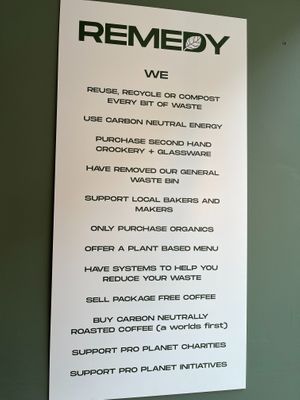 REMEDY
WE
REUSE, RECYCLE OR COMPOST
EVERY BIT OF WASTE
USE CARBON NEUTRAL ENERGY
PURCHASE SECOND HAND
CROCKERY + GLASSWARE
HAVE REMOVED OUR GENERAL
WASTE BIN
SUPPORT LOCAL BAKERS AND
MAKERS
ONLY PURCHASE ORGANICS
OFFER A PLANT BASED MENU
HAVE SYSTEMS TO HELP YOU
REDUCE YOUR WASTE
SELL PACKAGE FREE COFFEE
BUY CARBON NEUTRALLY
ROASTED COFFEE (a worlds first)
SUPPORT PRO PLANET CHARITIES
SUPPORT PRO PLANET INITIATIVES